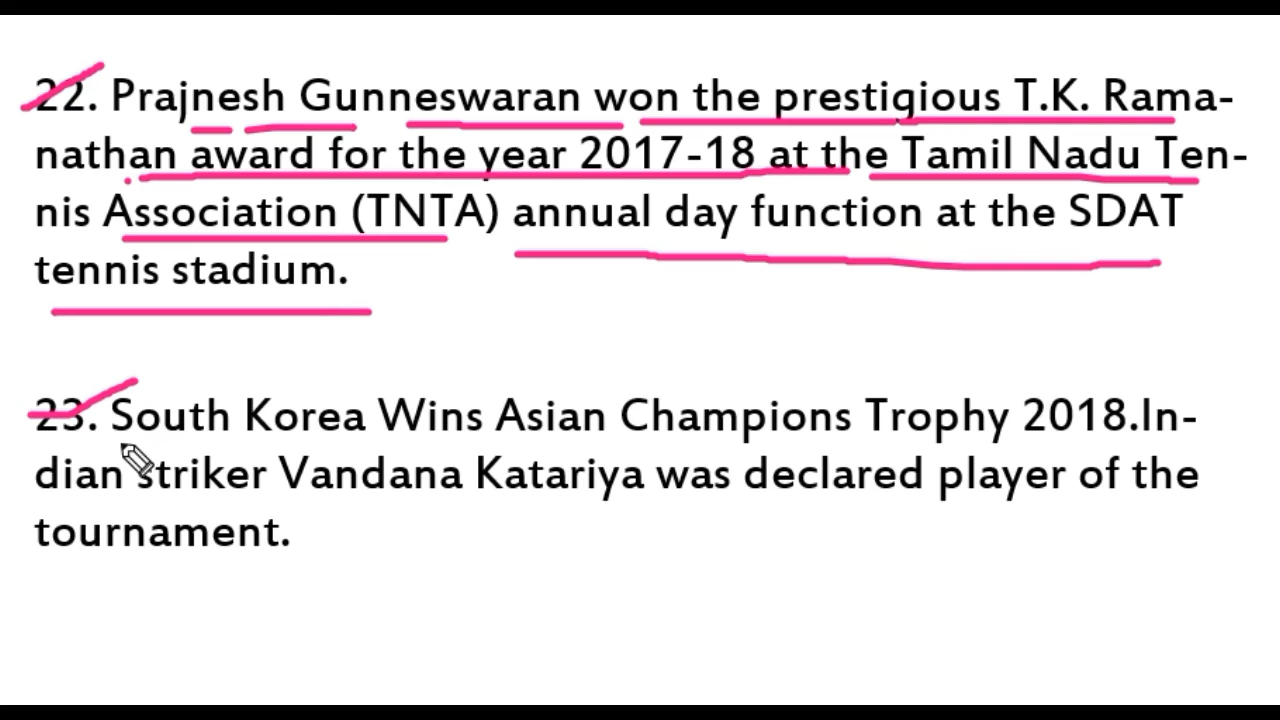 22. Prajnesh Gunneswaran won the prestigious T.K. Rama-
nathan award for the year 2017-18 at the Tamil Nadu Ten-
nis Association (TNTA) annual day function at the SDAT
tennis stadium.
23. South Korea Wins Asian Champions Trophy 2018.In-
dian striker Vandana Katariya was declared player of the
tournament.